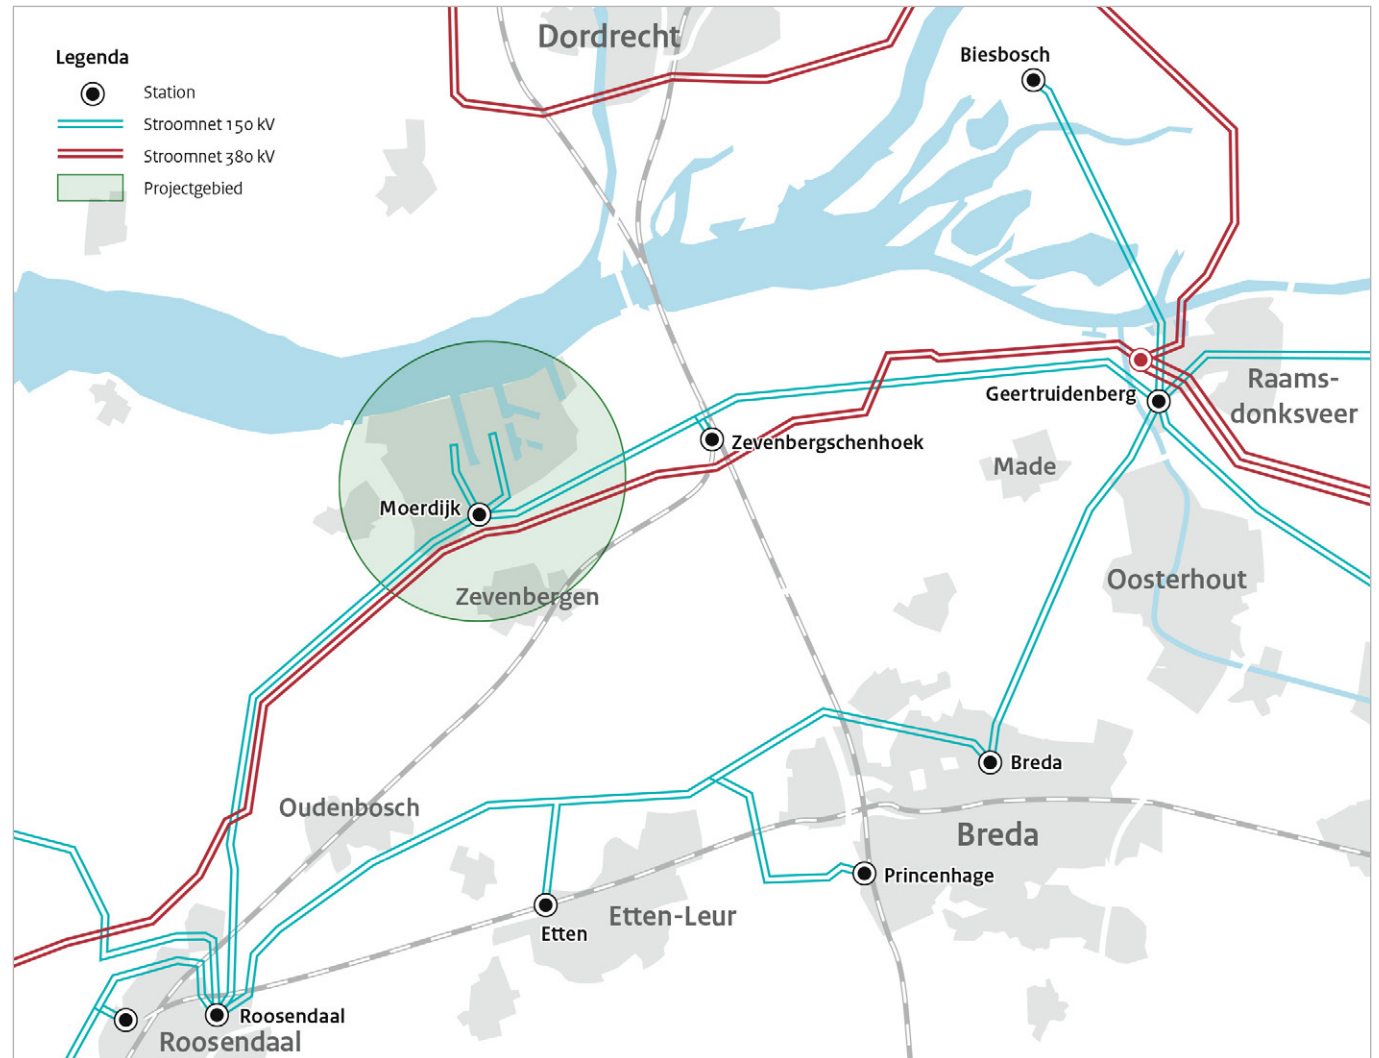 Dordrecht
Biesbosch
Legenda
Station
Stroomnet 150 kV
Stroomnet 380 kV
Projectgebied
Geertruidenberg
Raams-
donksveer
Zevenbergschenhoek
Made
Moerdijk
Oosterhout
Zevenbergen
Breda
Oudenbosch
Breda
Princenhage
Etten-Leur
Etten
Roosendaal
Roosendaal